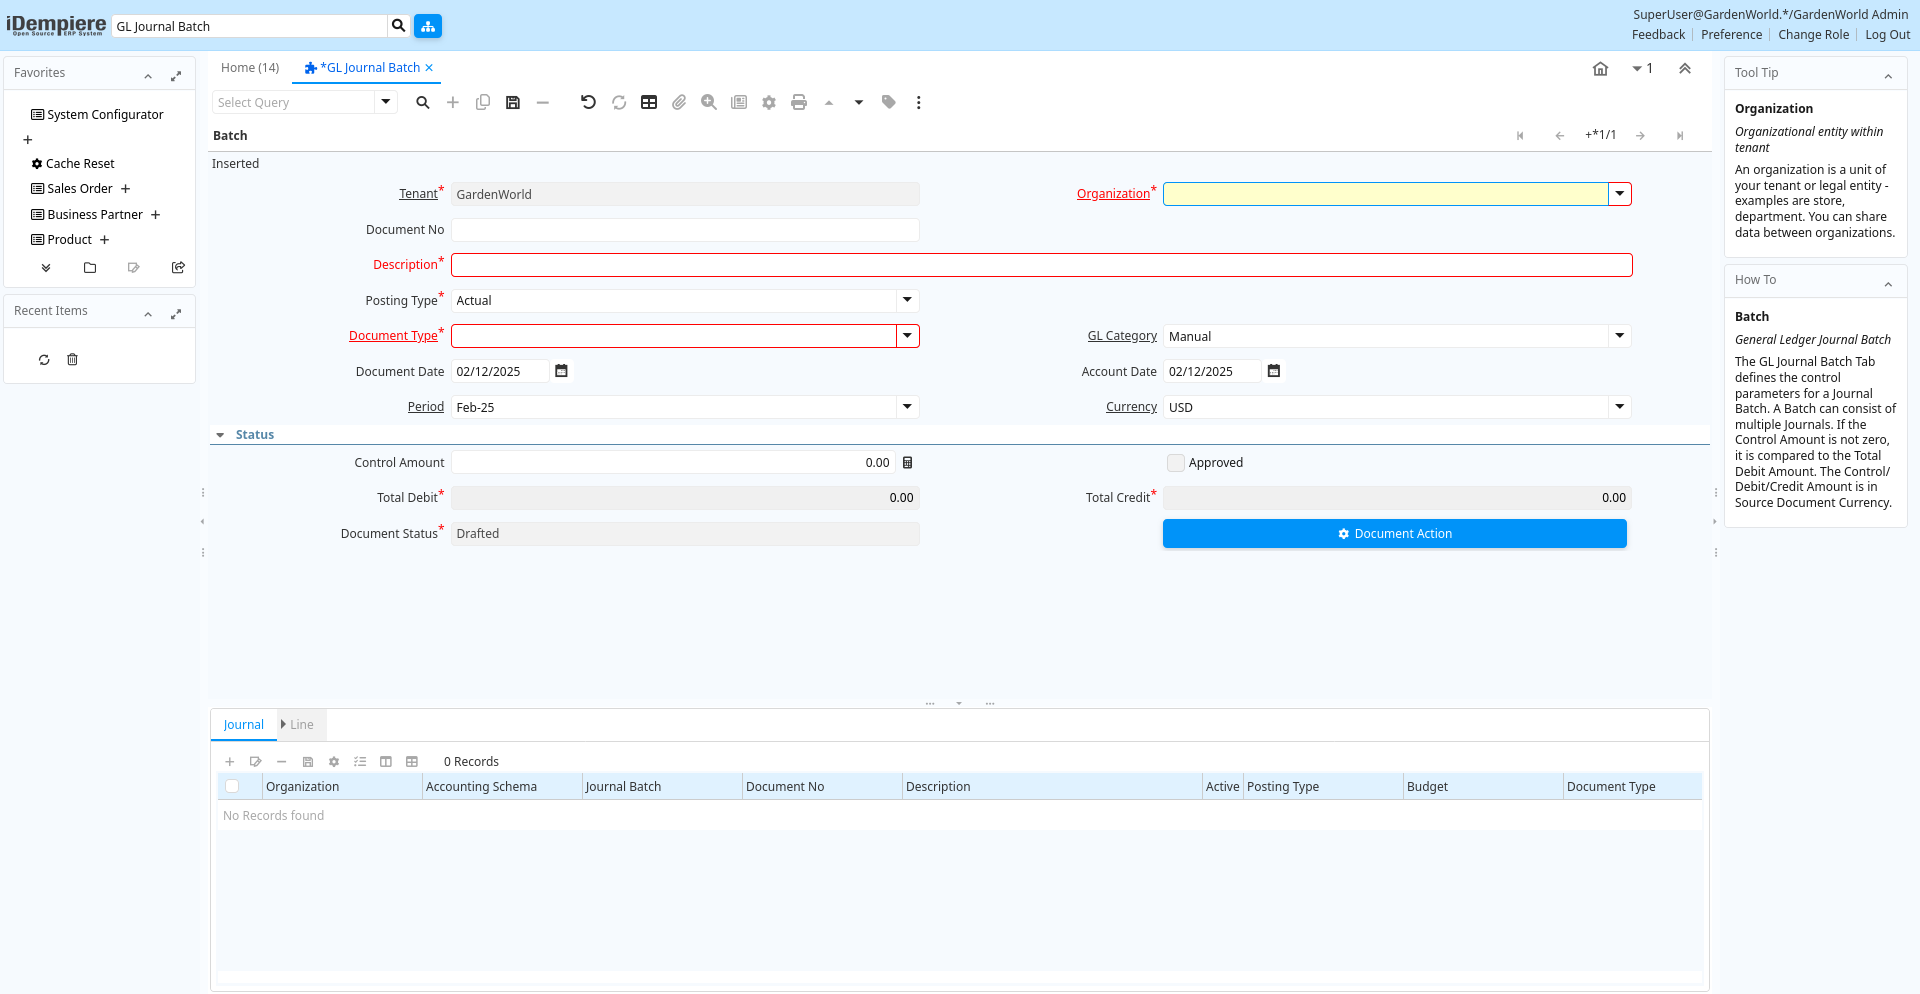 iDempiere
Open Source ERP System
GL Journal Batch
SuperUser@GardenWorld.*/GardenWorld Admin
Feedback Preference Change Role Log Out
Favorites
System Configurator
Cache Reset
Sales Order
Business Partner
Product
Recent Items
Home (14) *GL Journal Batch
1
Select Query
Batch
+*1/1
Inserted
Tenant* GardenWorld Organization*
Document No
Description*
Posting Type* Actual
Document Type* GL Category Manual
Document Date 02/12/2025 Account Date 02/12/2025
Period Feb-25 Currency USD
Status
Control Amount 0.00 Approved
Total Debit* 0.00 Total Credit* 0.00
Document Status* Drafted Document Action
Journal Line
0 Records
Organization Accounting Schema Journal Batch Document No Description Active Posting Type Budget Document Type
No Records found
Tool Tip
Organization
Organizational entity within
tenant
An organization is a unit of
your tenant or legal entity -
examples are store,
department. You can share
data between organizations.
How To
Batch
General Ledger Journal Batch
The GL Journal Batch Tab
defines the control
parameters for a Journal
Batch. A Batch can consist of
multiple Journals. If the
Control Amount is not zero,
it is compared to the Total
Debit Amount. The Control/
Debit/Credit Amount is in
Source Document Currency.